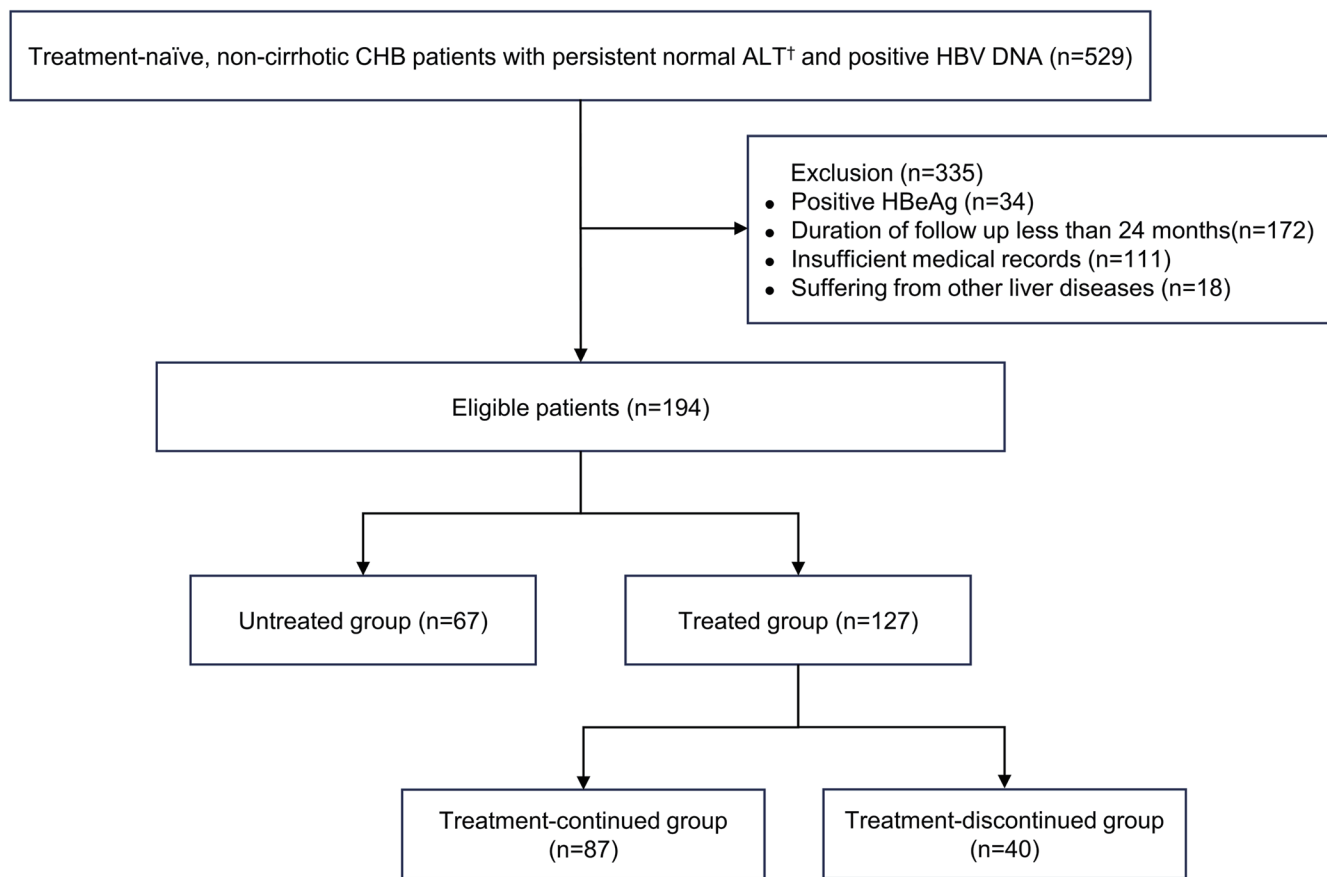 Treatment-naïve, non-cirrhotic CHB patients with persistent normal ALT† and positive HBV DNA (n=529)
Exclusion (n=335)
● Positive HBeAg (n=34)
● Duration of follow up less than 24 months(n=172)
● Insufficient medical records (n=111)
● Suffering from other liver diseases (n=18)
Eligible patients (n=194)
Untreated group (n=67)
Treated group (n=127)
Treatment-continued group
(n=87)
Treatment-discontinued group
(n=40)